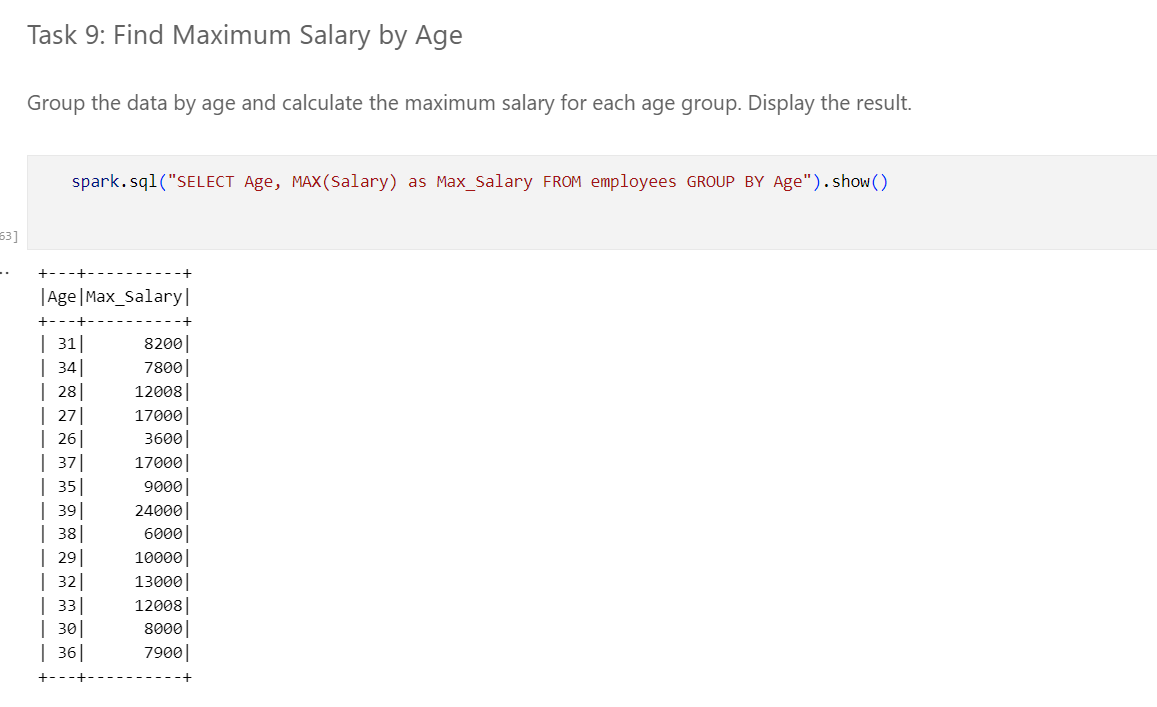 Task 9: Find Maximum Salary by Age
Group the data by age and calculate the maximum salary for each age group. Display the result.
spark.sql("SELECT Age, MAX(Salary) as Max_Salary FROM employees GROUP BY Age").show()
63]
..
+---+----------+
|Age|Max_Salary|
+---+----------+
| 31|      8200|
| 34|      7800|
| 28|     12008|
| 27|     17000|
| 26|      3600|
| 37|     17000|
| 35|      9000|
| 39|     24000|
| 38|      6000|
| 29|     10000|
| 32|     13000|
| 33|     12008|
| 30|      8000|
| 36|      7900|
+---+----------+